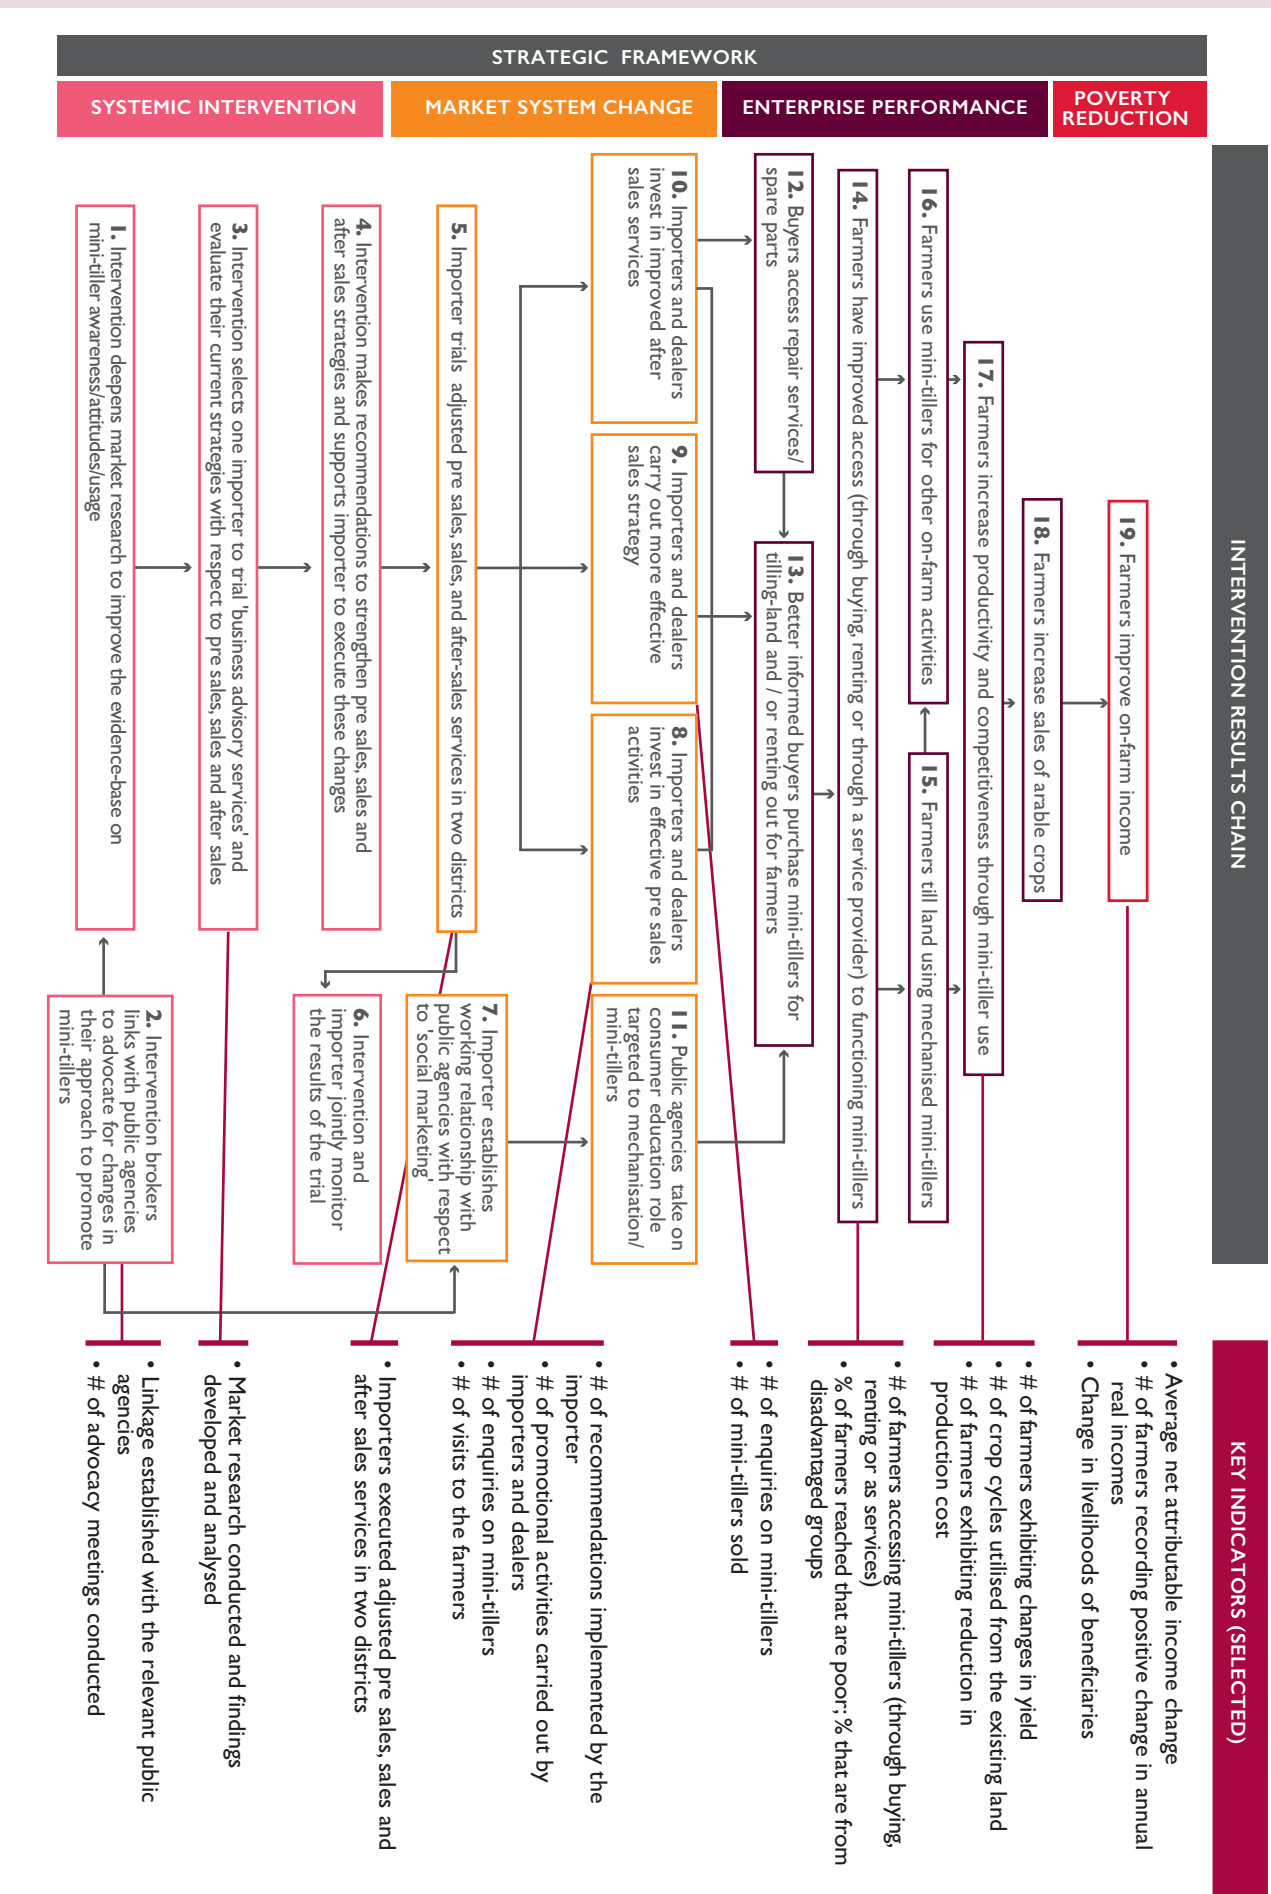 STRATEGIC FRAMEWORK
SYSTEMIC INTERVENTION
MARKET SYSTEM CHANGE
ENTERPRISE PERFORMANCE
POVERTY
REDUCTION
INTERVENTION RESULTS CHAIN
19. Farmers improve on-farm income
18. Farmers increase sales of arable crops
17. Farmers increase productivity and competitiveness through mini-tiller use
16. Farmers use mini-tillers for other on-farm activities
15. Farmers till land using mechanised mini-tillers
14. Farmers have improved access (through buying, renting or through a service provider) to functioning mini-tillers
12. Buyers access repair services/
spare parts
13. Better informed buyers purchase mini-tillers for
tilling-land and / or renting out for farmers
10. Importers and dealers
invest in improved after
sales services
9. Importers and dealers
carry out more effective
sales strategy
8. Importers and dealers
invest in effective pre sales
activities
11. Public agencies take on
consumer education role
targeted to mechanisation/
mini-tillers
5. Importer trials adjusted pre sales, sales, and after-sales services in two districts
7. Importer establishes
working relationship with
public agencies with respect
to 'social marketing'
4. Intervention makes recommendations to strengthen pre sales, sales and
after sales strategies and supports importer to execute these changes
6. Intervention and
importer jointly monitor
the results of the trial
3. Intervention selects one importer to trial 'business advisory services' and
evaluate their current strategies with respect to pre sales, sales and after sales
1. Intervention deepens market research to improve the evidence-base on
mini-tiller awareness/attitudes/usage
2. Intervention brokers
links with public agencies
to advocate for changes in
their approach to promote
mini-tillers
KEY INDICATORS (SELECTED)
• Average net attributable income change
• # of farmers recording positive change in annual
real incomes
• Change in livelihoods of beneficiaries
• # of farmers exhibiting changes in yield
• # of crop cycles utilised from the existing land
• # of farmers exhibiting reduction in
production cost
• # of farmers accessing mini-tillers (through buying,
renting or as services)
• % of farmers reached that are poor; % that are from
disadvantaged groups
• # of enquiries on mini-tillers
• # of mini-tillers sold
• # of recommendations implemented by the
importer
• # of promotional activities carried out by
importers and dealers
• # of enquiries on mini-tillers
• # of visits to the farmers
• Importers executed adjusted pre sales, sales and
after sales services in two districts
• Market research conducted and findings
developed and analysed
• Linkage established with the relevant public
agencies
• # of advocacy meetings conducted